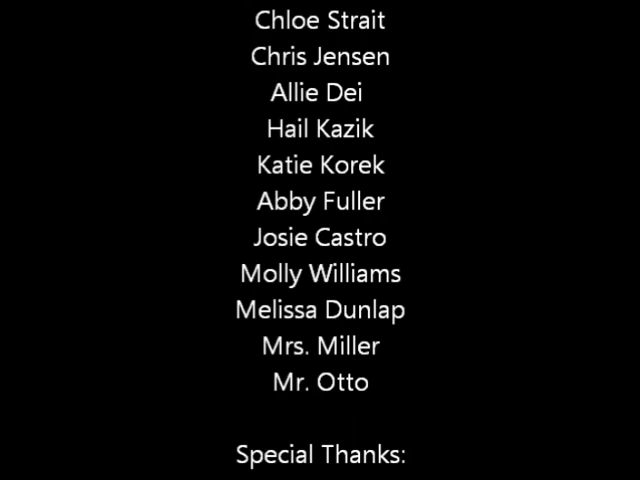 Chloe Strait
Chris Jensen
Allie Dei
Hail Kazik
Katie Korek
Abby Fuller
Josie Castro
Molly Williams
Melissa Dunlap
Mrs. Miller
Mr. Otto
Special Thanks: